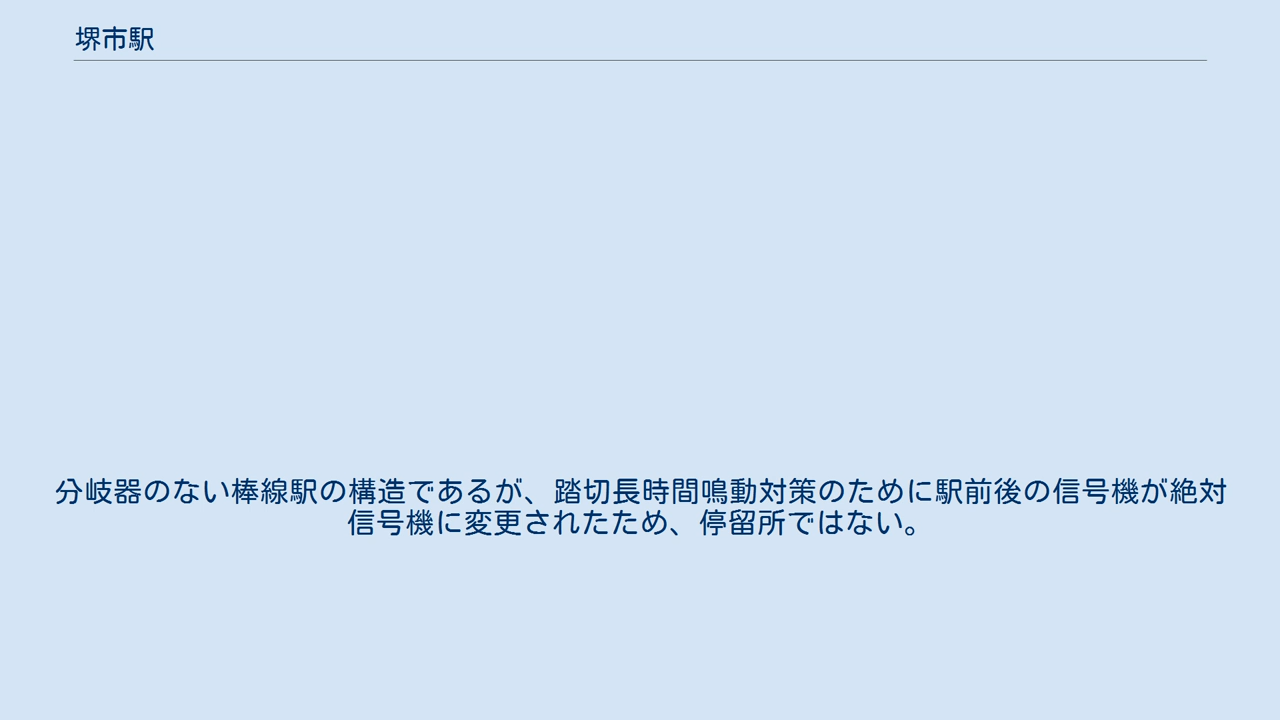 堺市駅
分岐器のない棒線駅の構造であるが、踏切長時間鳴動対策のために駅前後の信号機が絶対
信号機に変更されたため、停留所ではない。